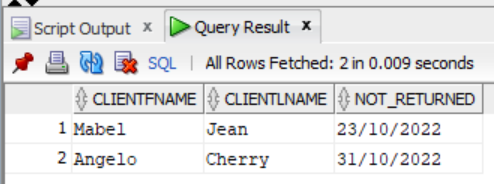 Script Output x Query Result x
SQL | All Rows Fetched: 2 in 0.009 seconds
CLIENTFNAME CLIENTLNAME NOT_RETURNED
1 Mabel Jean 23/10/2022
2 Angelo Cherry 31/10/2022